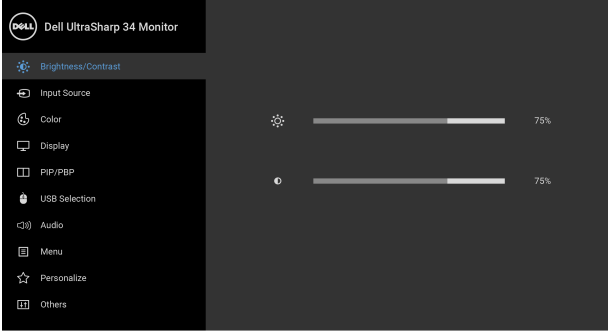 DELL
Dell UltraSharp 34 Monitor
Brightness/Contrast
Input Source
Color
75%
Display
PIP/PBP
75%
USB Selection
Audio
Menu
Personalize
Others